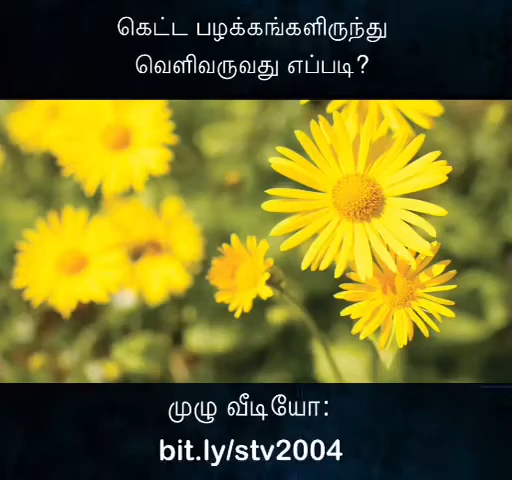 கெட்ட பழக்கங்களிருந்து
வெளிவருவது எப்படி?
முழு வீடியோ:
bit.ly/stv2004